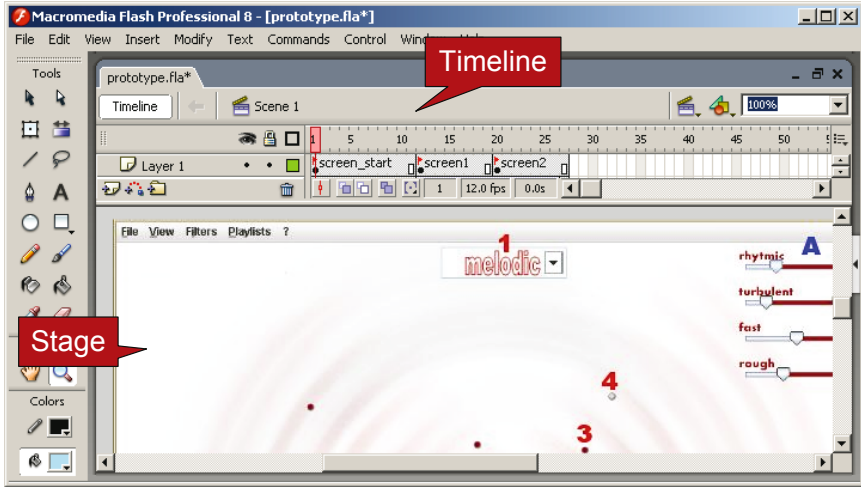 Macromedia Flash Professional 8 - [prototype.fla*]
File Edit View Insert Modify Text Commands Control
Timeline
Tools
prototype.fla*
Timeline
Scene 1
100%
1 5 10 15 20 25 30 35 40 45 50
Layer 1
screen_start screen1 screen2
1 12.0 fps 0.0s
A
File View Filters Playlists ?
1
melodic
A
rhytmic
turbulent
fast
rough
Stage
4
3
Colors